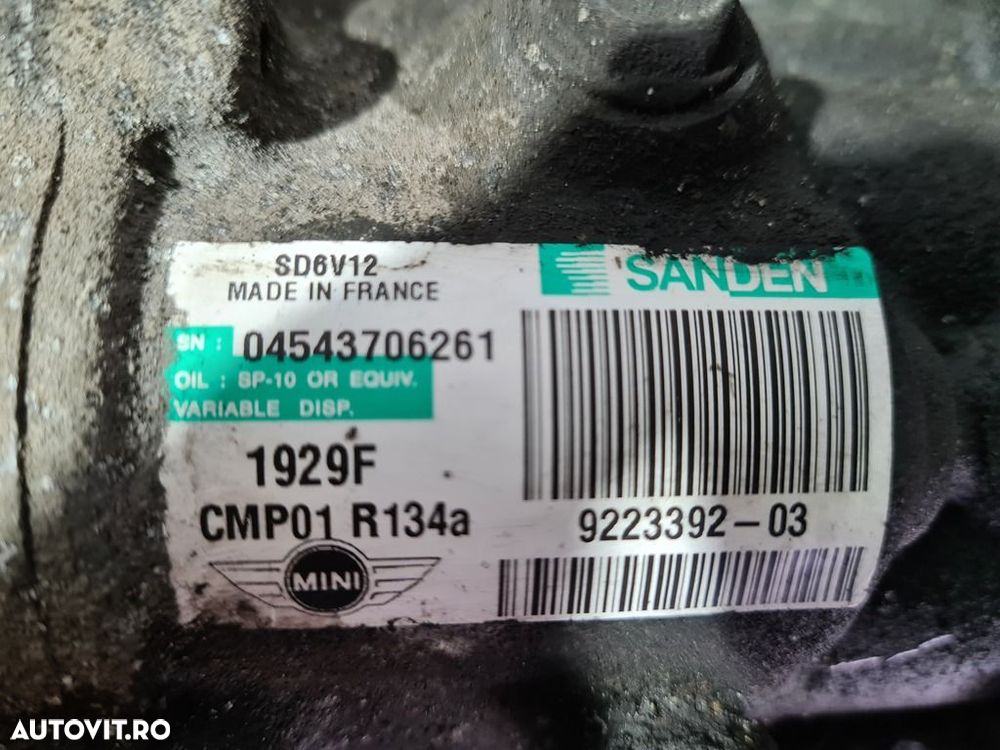 SD6V12
MADE IN FRANCE
SANDEN
SN : 04543706261
OIL : SP-10 OR EQUIV.
VARIABLE DISP.
1929F
CMP01 R134a
9223392-03
MINI
AUTOVIT.RO